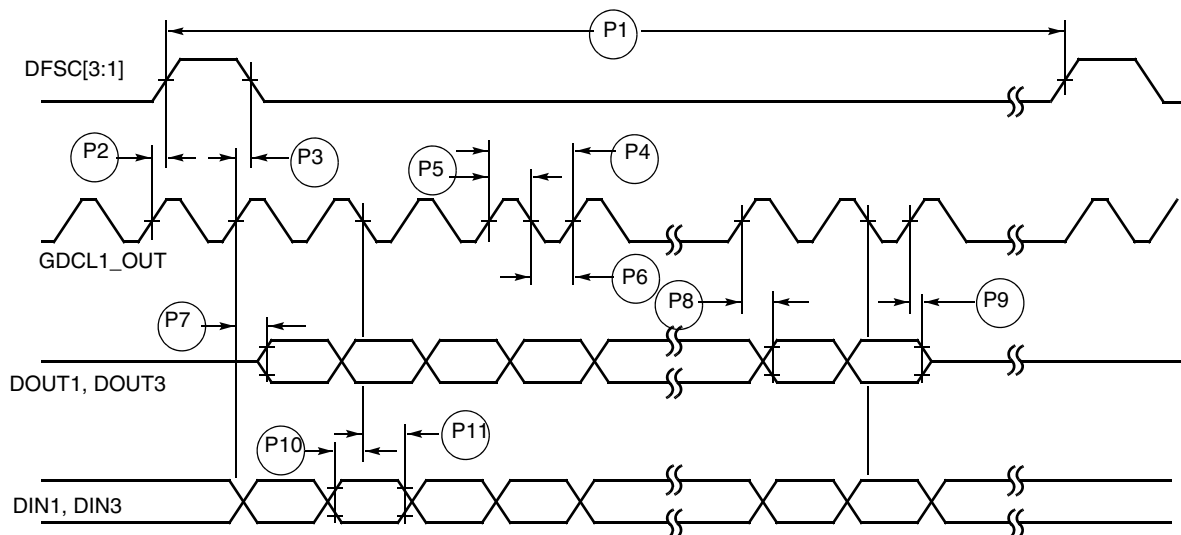 P1
DFSC[3:1]
P2
P3
P5
P4
GDCL1_OUT
P6
P8
P9
P7
DOUT1, DOUT3
P10
P11
DIN1, DIN3